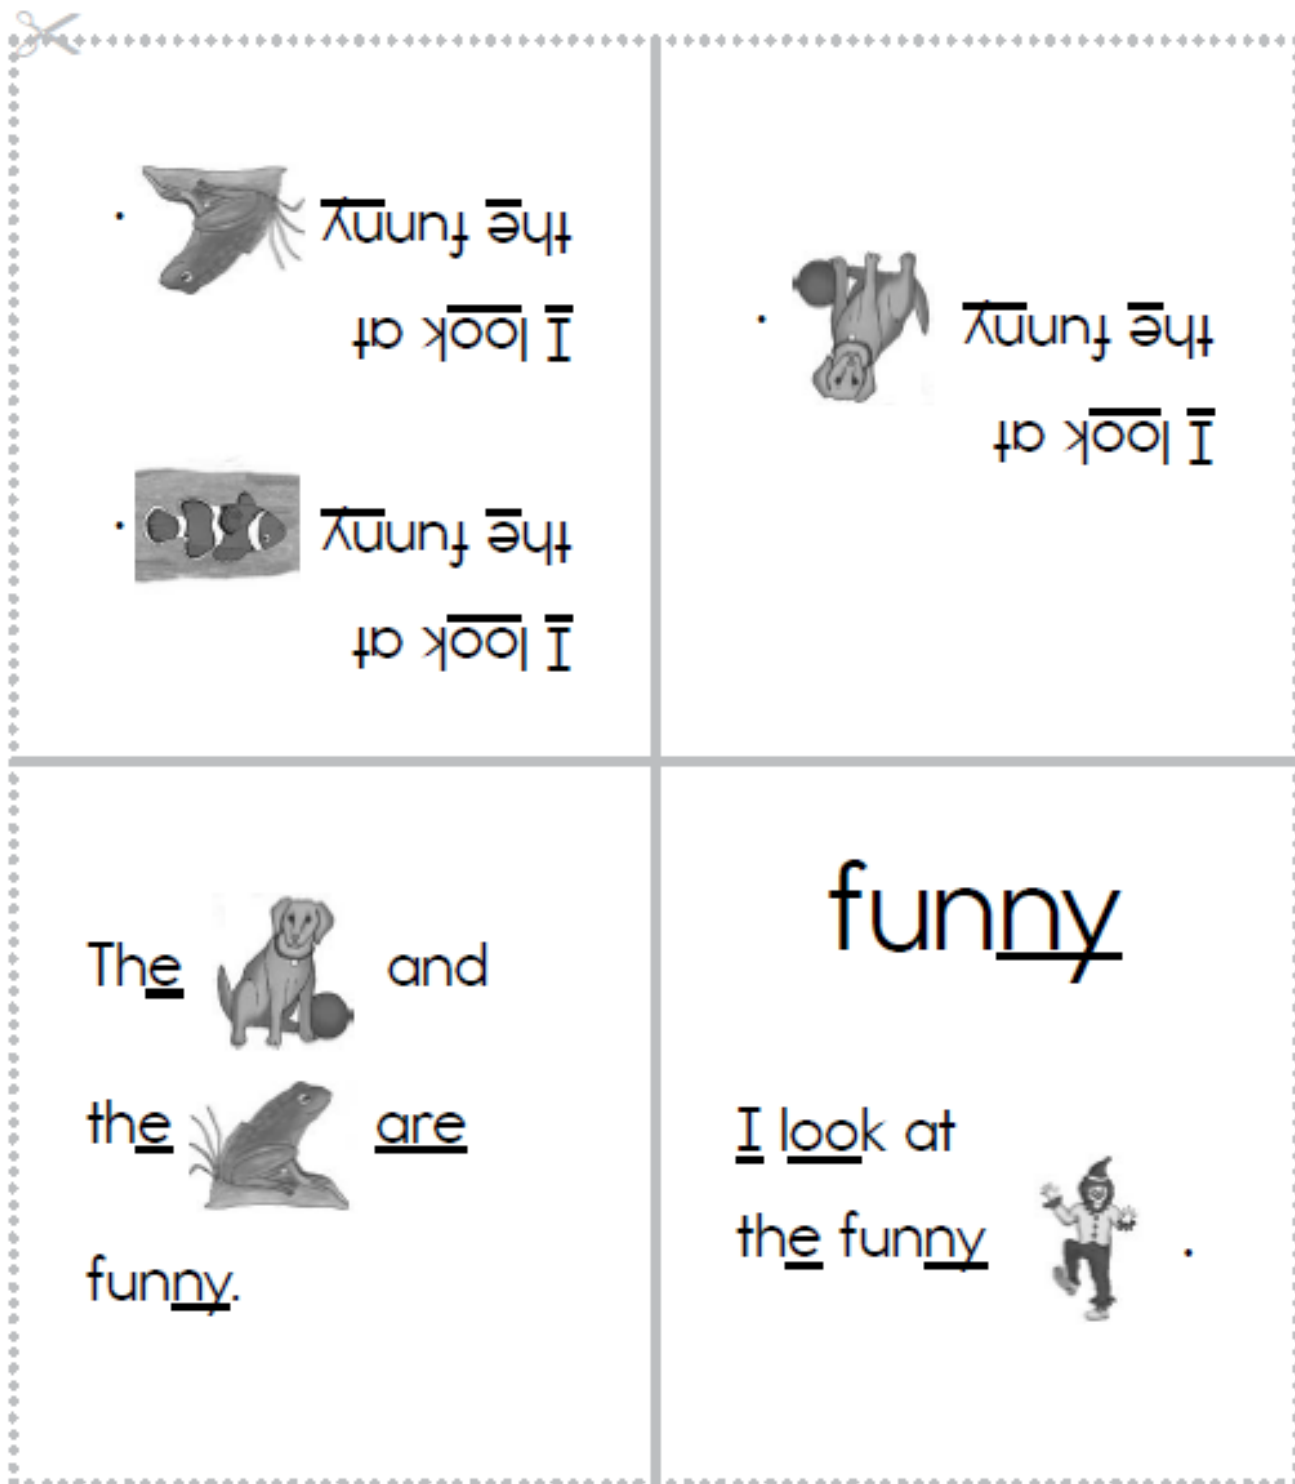 I look at
the funny .
I look at
the funny .
I look at
the funny .
The and
the are
funny.
funny
I look at
the funny .